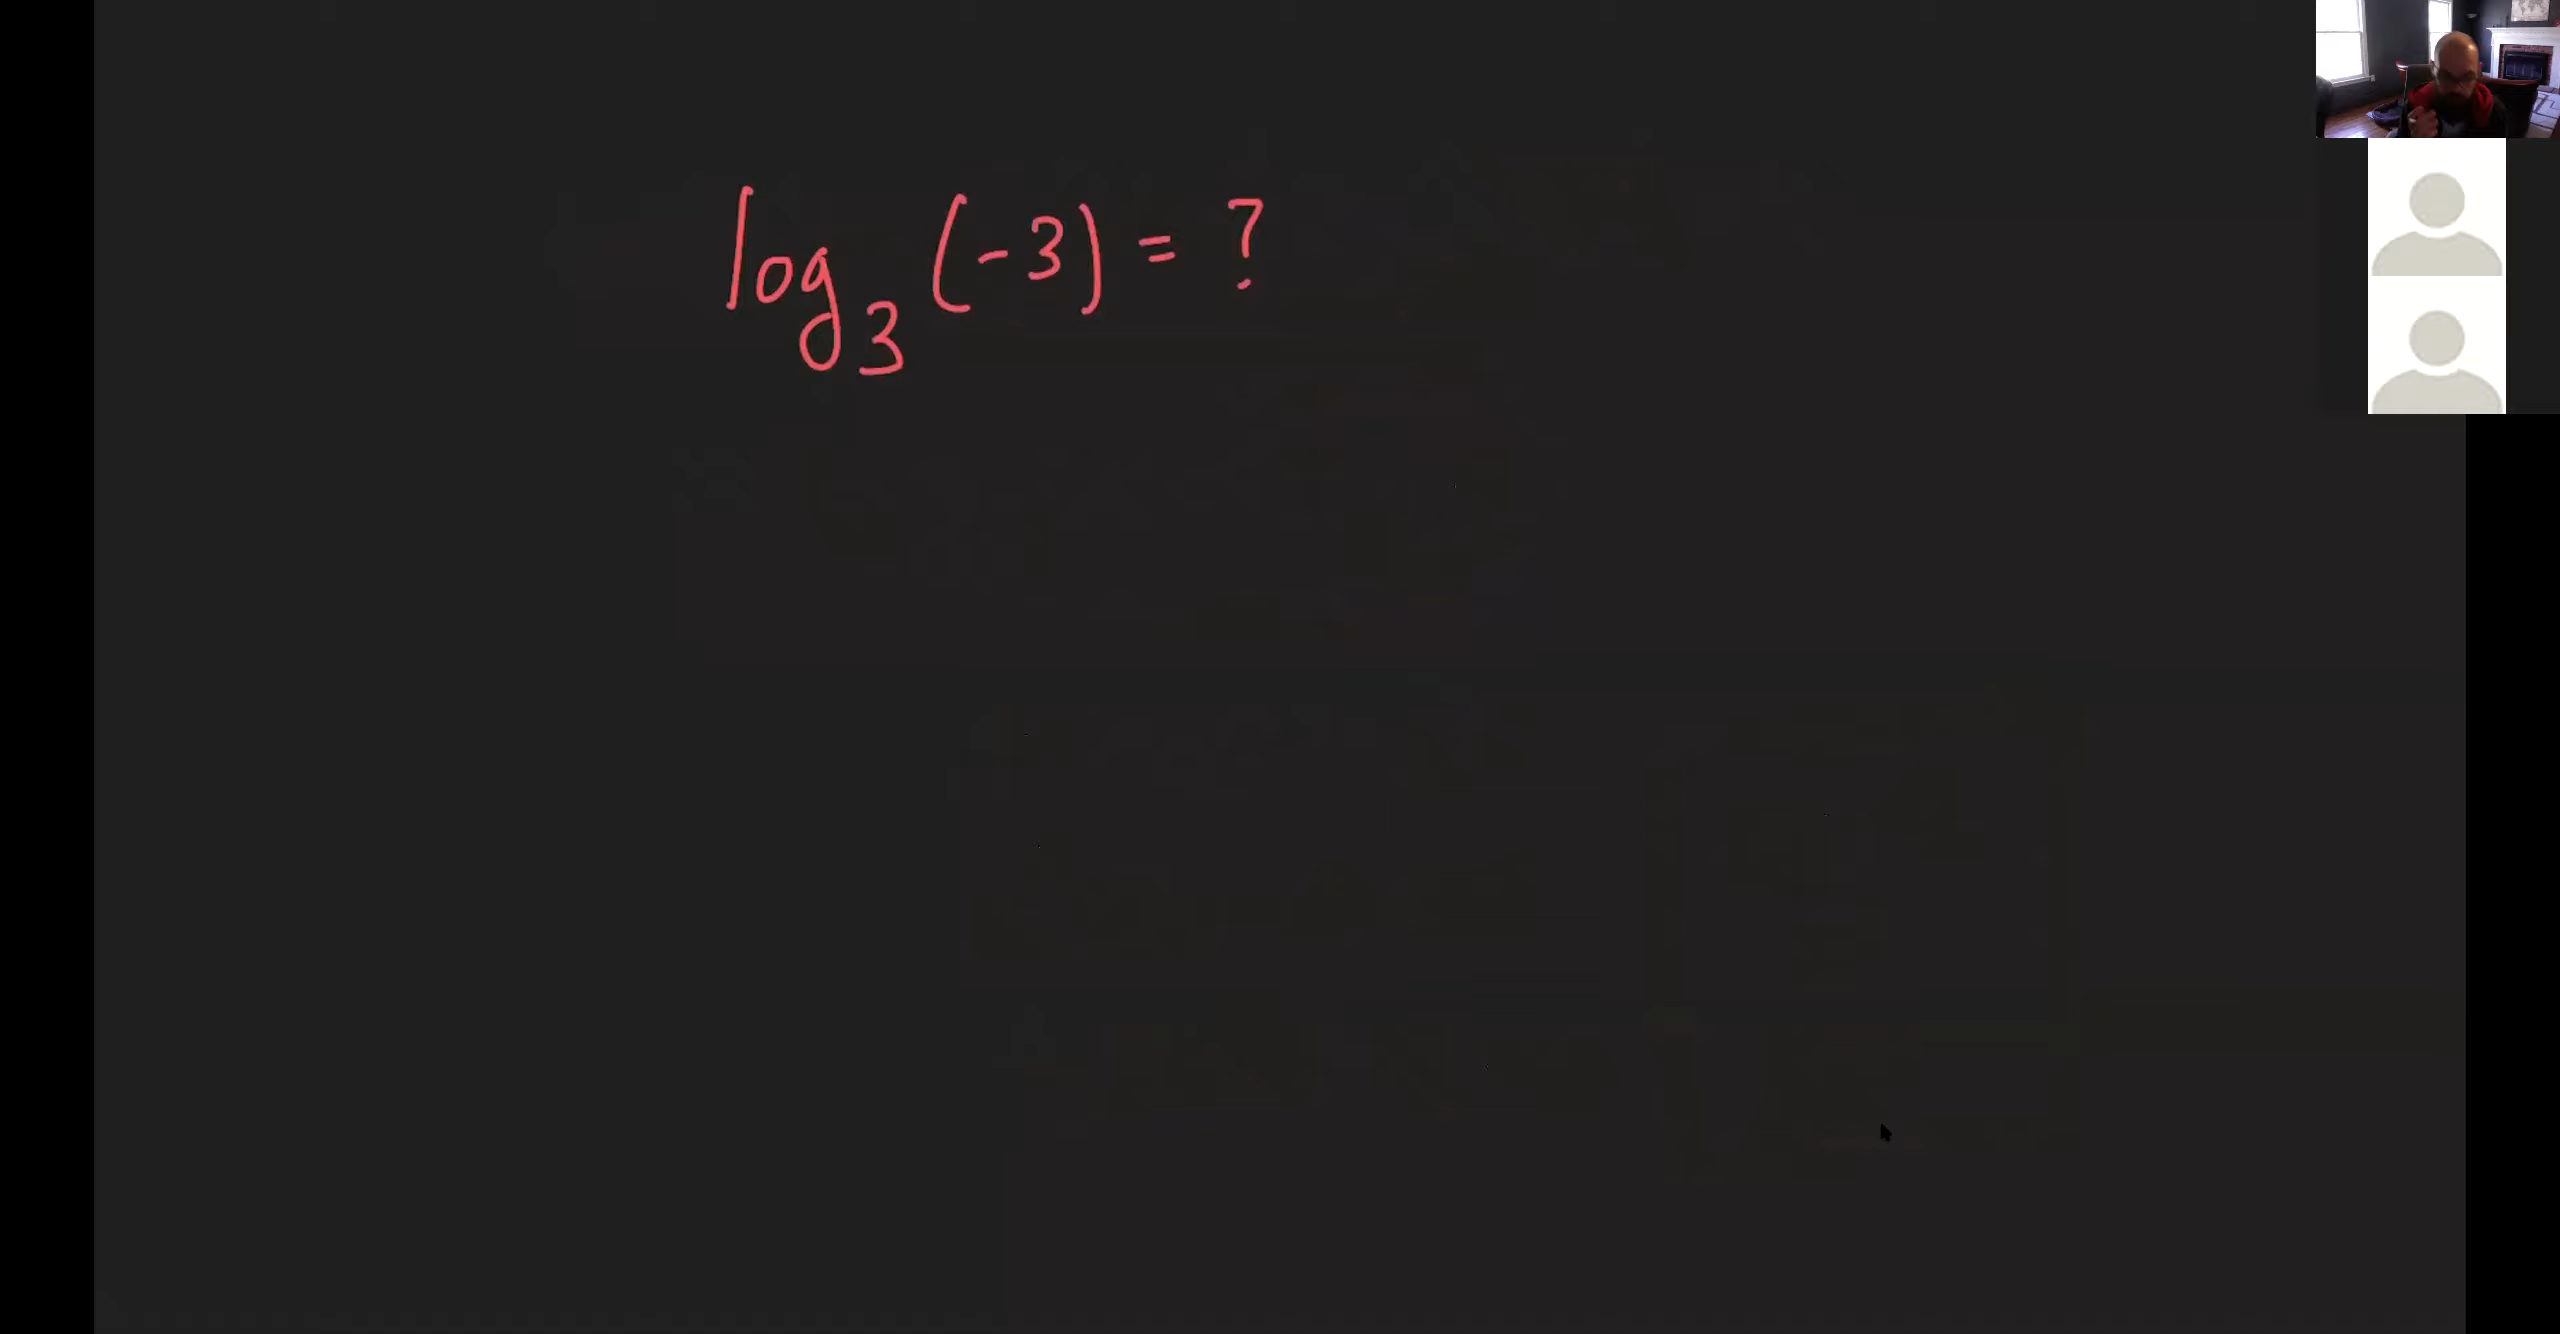 log₃ (-3) = ?